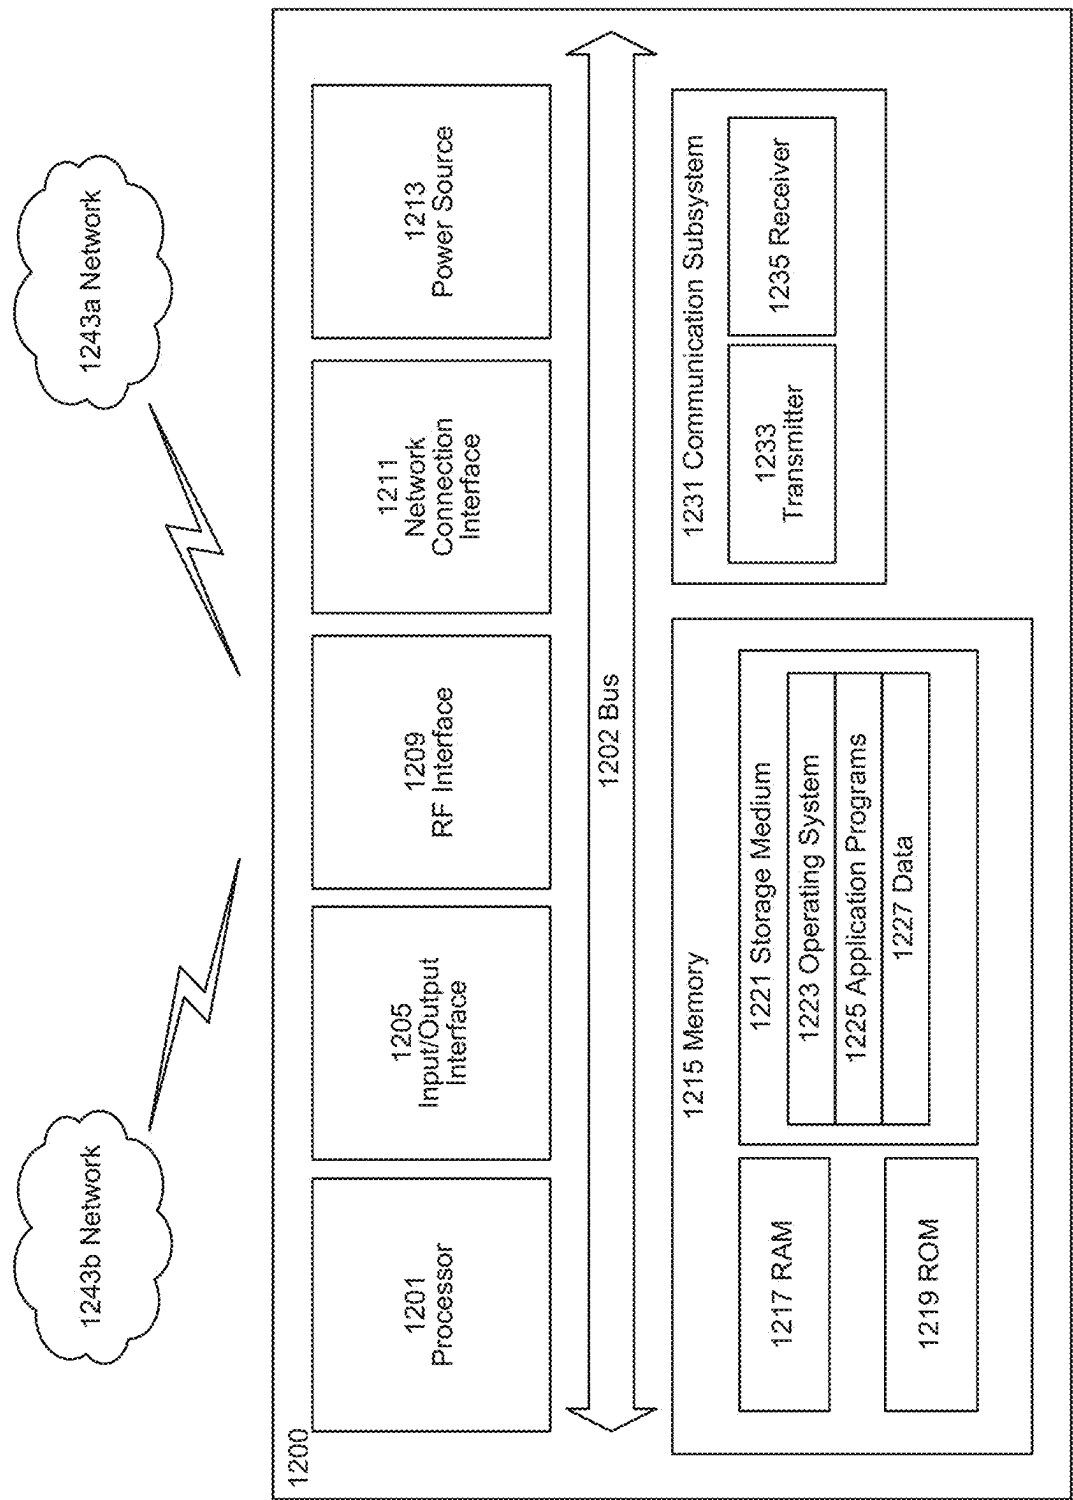 1243b Network
1243a Network
1200
1201
Processor
1205
Input/Output
Interface
1209
RF Interface
1211
Network
Connection
Interface
1213
Power Source
1202 Bus
1215 Memory
1217 RAM
1219 ROM
1221 Storage Medium
1223 Operating System
1225 Application Programs
1227 Data
1231 Communication Subsystem
1233
Transmitter
1235 Receiver